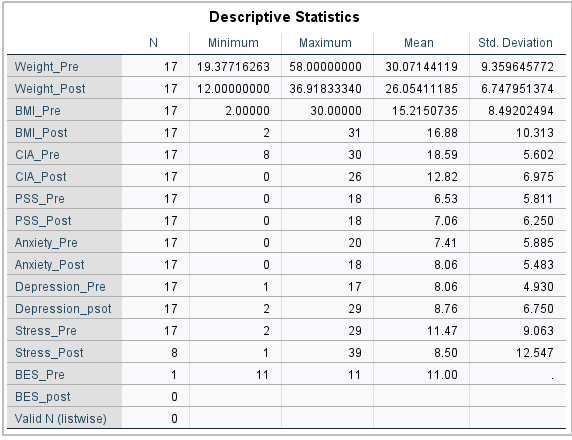 Descriptive Statistics
N Minimum Maximum Mean Std. Deviation
Weight_Pre 17 19.37716263 58.00000000 30.07144119 9.359645772
Weight_Post 17 12.00000000 36.91833340 26.05411185 6.747951374
BMI_Pre 17 2.00000 30.00000 15.2150735 8.49202494
BMI_Post 17 2 31 16.88 10.313
CIA_Pre 17 8 30 18.59 5.602
CIA_Post 17 0 26 12.82 6.975
PSS_Pre 17 0 18 6.53 5.811
PSS_Post 17 0 18 7.06 6.250
Anxiety_Pre 17 0 20 7.41 5.885
Anxiety_Post 17 0 18 8.06 5.483
Depression_Pre 17 1 17 8.06 4.930
Depression_psot 17 2 29 8.76 6.750
Stress_Pre 17 2 29 11.47 9.063
Stress_Post 8 1 39 8.50 12.547
BES_Pre 1 11 11 11.00 .
BES_post 0
Valid N (listwise) 0